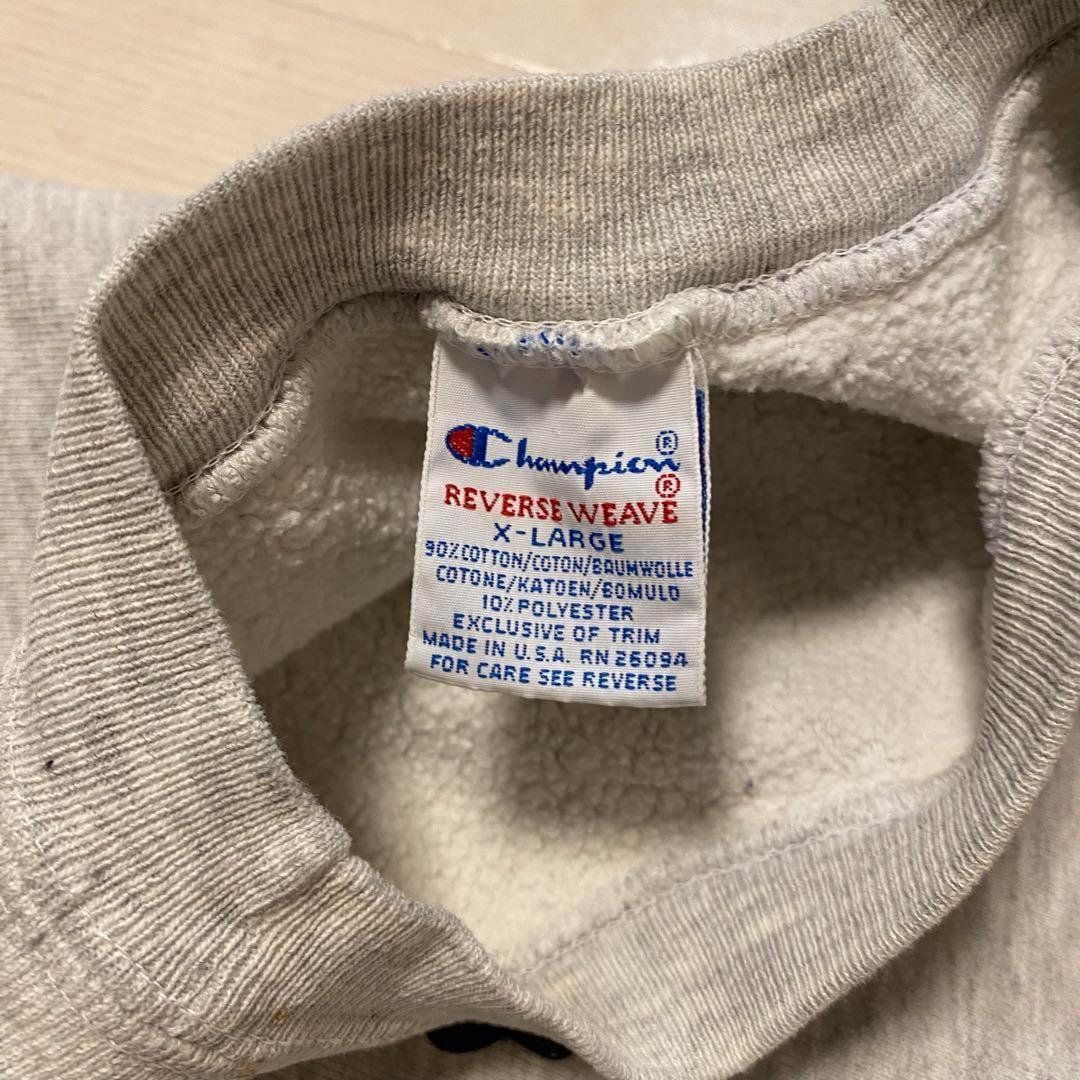 Champion®
REVERSE WEAVE®
X-LARGE
90% COTTON/COTON/BAUMWOLLE
COTONE/KATOEN/BOMULD
10% POLYESTER
EXCLUSIVE OF TRIM
MADE IN U.S.A. RN 26094
FOR CARE SEE REVERSE